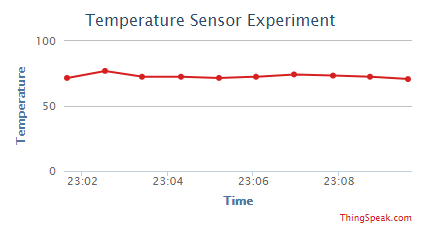 Temperature Sensor Experiment
100
50
0
Temperature
23:02 23:04 23:06 23:08
Time
ThingSpeak.com